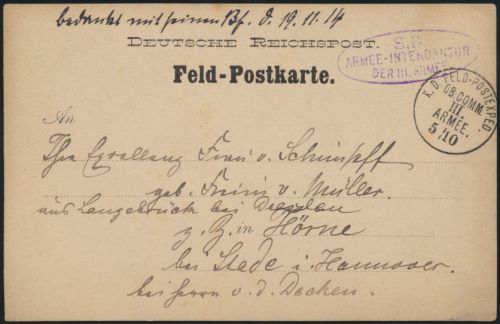 bedankt mit seinem Bf. d. 19.11.14
DEUTSCHE REICHSPOST.
S.B.
ARMEE-INTENDANTUR
DER III. ARMEE
Feld-Postkarte.
K.D. FELD-POSTEXPED
OB. COMM.
III.
ARMEE.
5/10
An
Ihre Exzellenz Frau v. Schimpff
geb. Freiin v. Müller.
aus Langebrück bei Dresden
z. Z. in Hörne
bei Stade i. Hannover.
bei Herrn v. d. Decken.